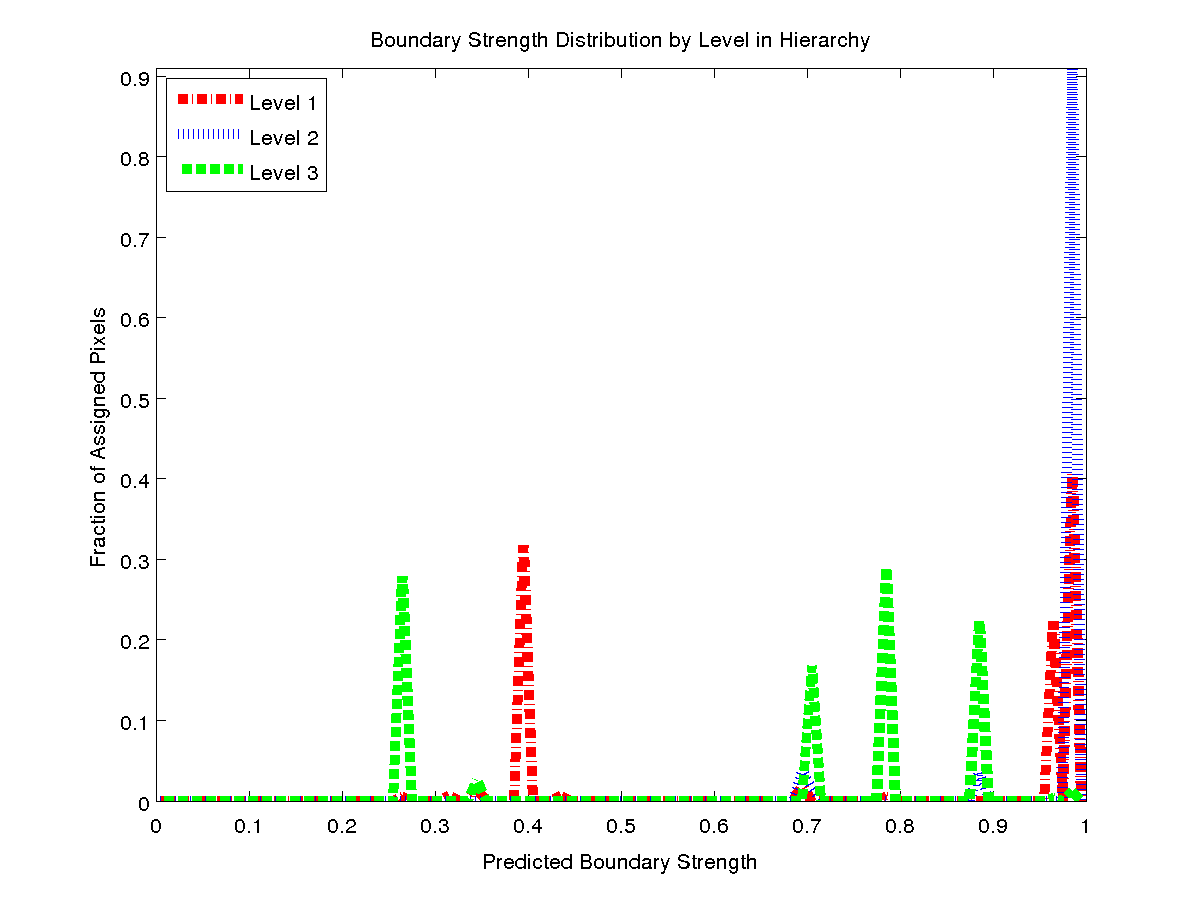 Boundary Strength Distribution by Level in Hierarchy
Level 1
Level 2
Level 3
Fraction of Assigned Pixels
0.9
0.8
0.7
0.6
0.5
0.4
0.3
0.2
0.1
0
0 0.1 0.2 0.3 0.4 0.5 0.6 0.7 0.8 0.9 1
Predicted Boundary Strength